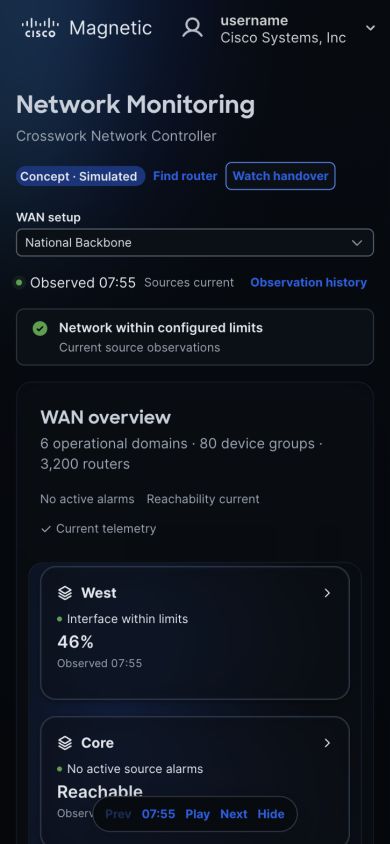 cisco Magnetic
username
Cisco Systems, Inc
Network Monitoring
Crosswork Network Controller
Concept · Simulated Find router Watch handover
WAN setup
National Backbone
Observed 07:55 Sources current Observation history
Network within configured limits
Current source observations
WAN overview
6 operational domains · 80 device groups ·
3,200 routers
No active alarms Reachability current
Current telemetry
West
Interface within limits
46%
Observed 07:55
Core
No active source alarms
Reachable
Prev 07:55 Play Next Hide